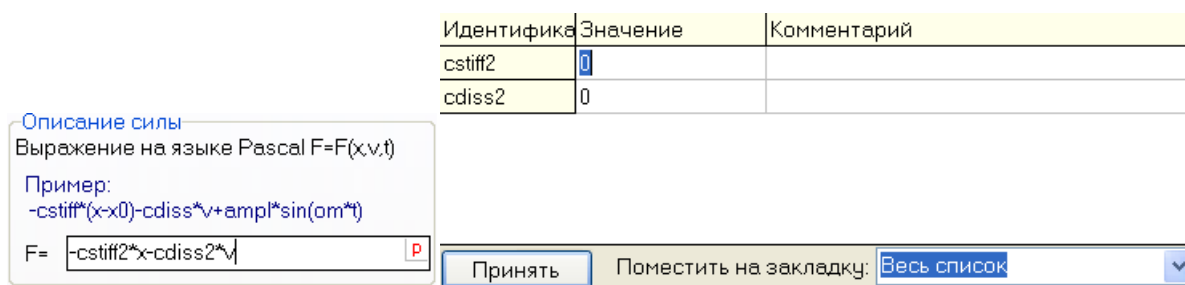 Описание силы
Выражение на языке Pascal F=F(x,v,t)
Пример:
-cstiff*(x-x0)-cdiss*v+ampl*sin(om*t)
F= -cstiff2*x-cdiss2*v P
Идентифика Значение Комментарий
cstiff2 0
cdiss2 0
Принять Поместить на закладку: Весь список